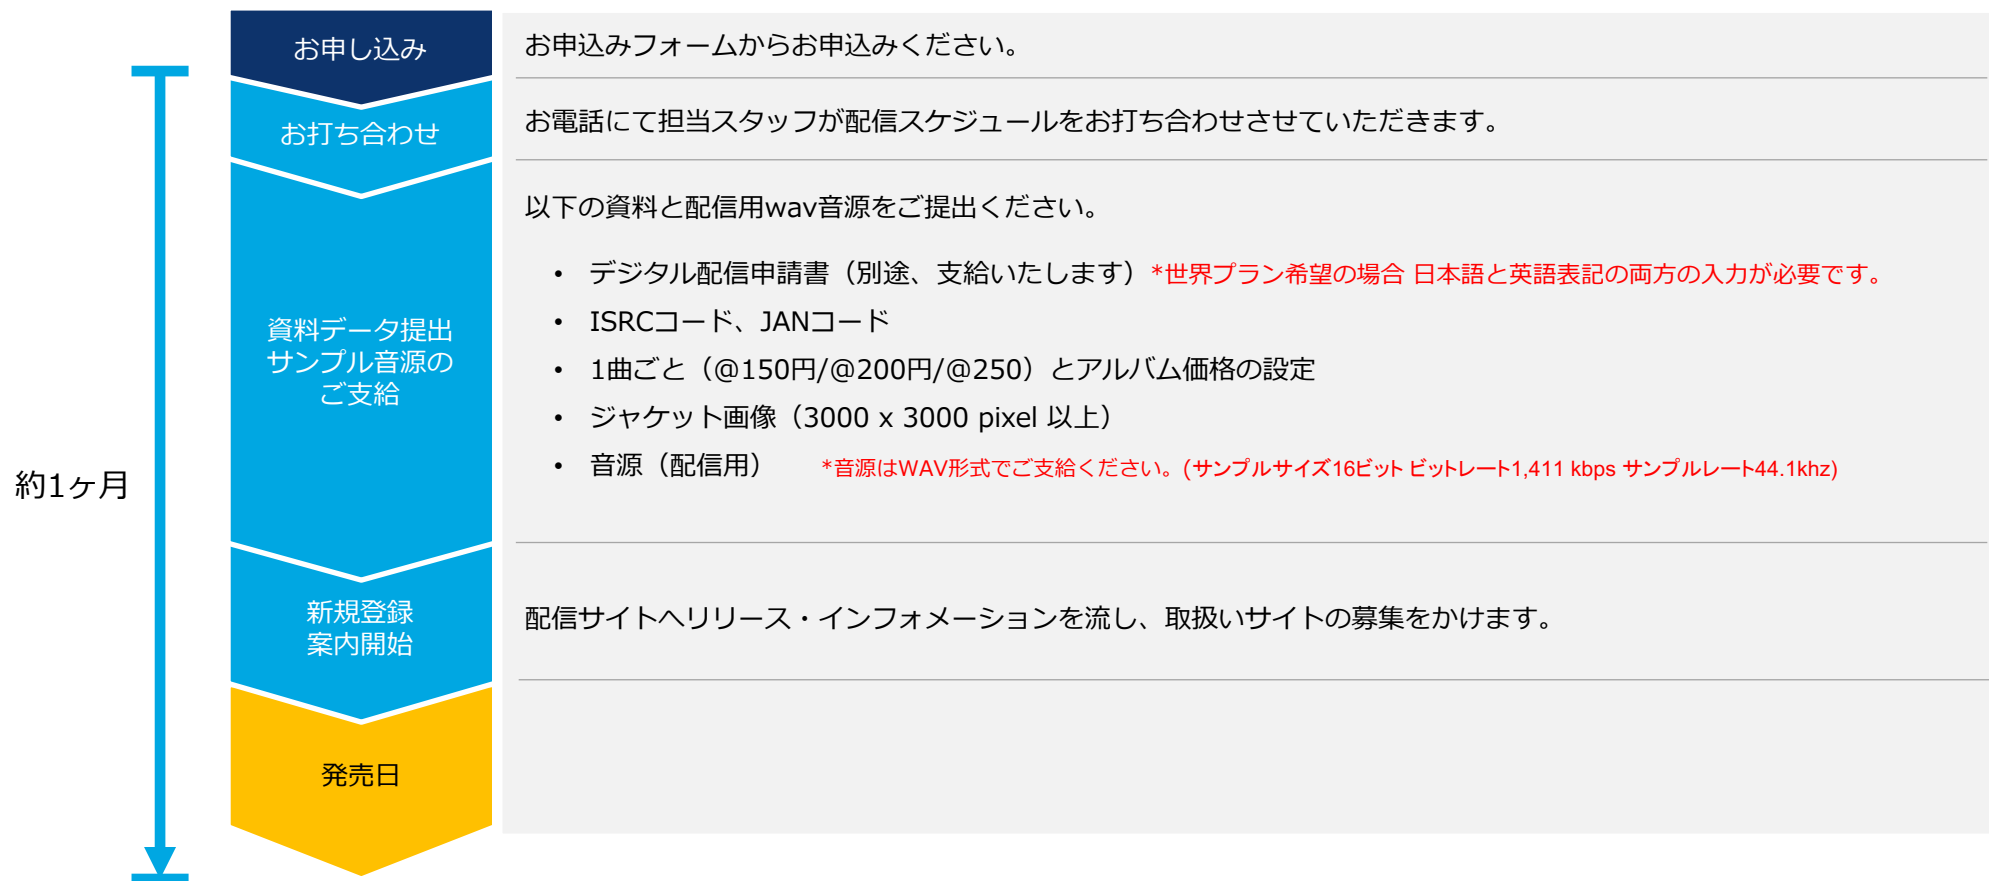 お申し込み
お申込みフォームからお申込みください。
お打ち合わせ
お電話にて担当スタッフが配信スケジュールをお打ち合わせさせていただきます。
資料データ提出
サンプル音源の
ご支給
以下の資料と配信用wav音源をご提出ください。
• デジタル配信申請書（別途、支給いたします）*世界プラン希望の場合 日本語と英語表記の両方の入力が必要です。
• ISRCコード、JANコード
• 1曲ごと（@150円/@200円/@250）とアルバム価格の設定
• ジャケット画像（3000 x 3000 pixel 以上）
• 音源（配信用） *音源はWAV形式でご支給ください。(サンプルサイズ16ビット ビットレート1,411 kbps サンプルレート44.1khz)
約1ヶ月
新規登録
案内開始
配信サイトへリリース・インフォメーションを流し、取扱いサイトの募集をかけます。
発売日